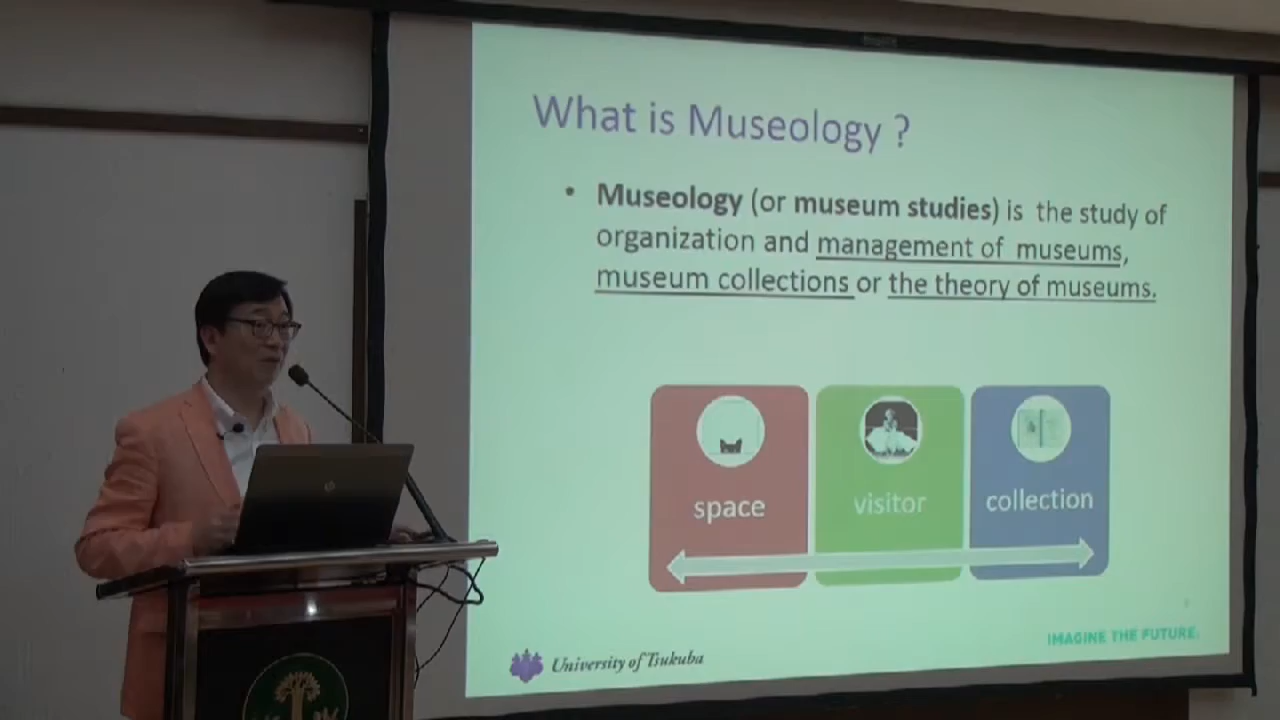 What is Museology ?
• Museology (or museum studies) is the study of
organization and management of museums,
museum collections or the theory of museums.
space
visitor
collection
IMAGINE THE FUTURE.
University of Tsukuba
hp